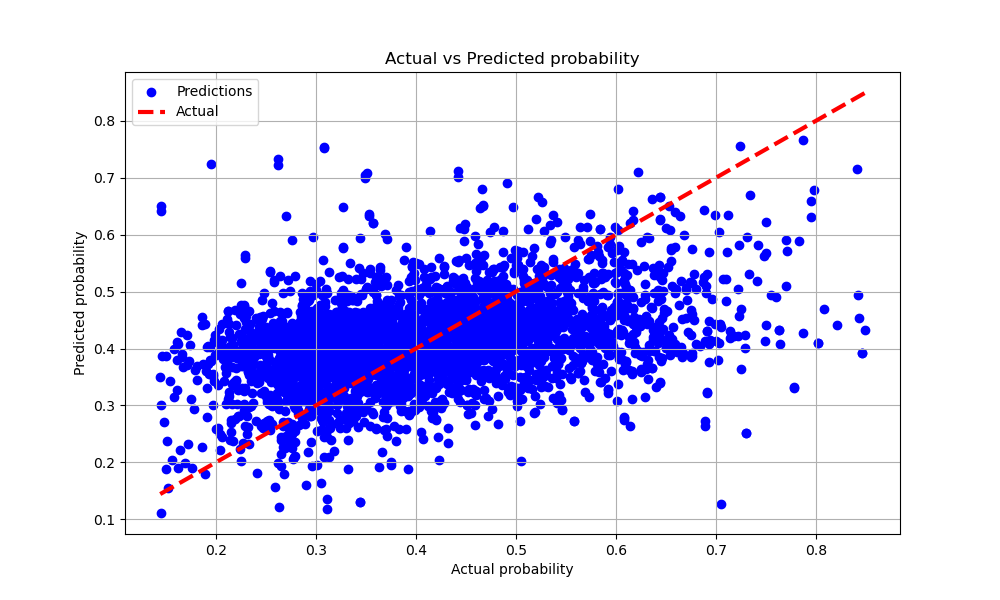 Actual vs Predicted probability
Predictions
Actual
0.8
0.7
0.6
0.5
0.4
0.3
0.2
0.1
Predicted probability
0.2 0.3 0.4 0.5 0.6 0.7 0.8
Actual probability